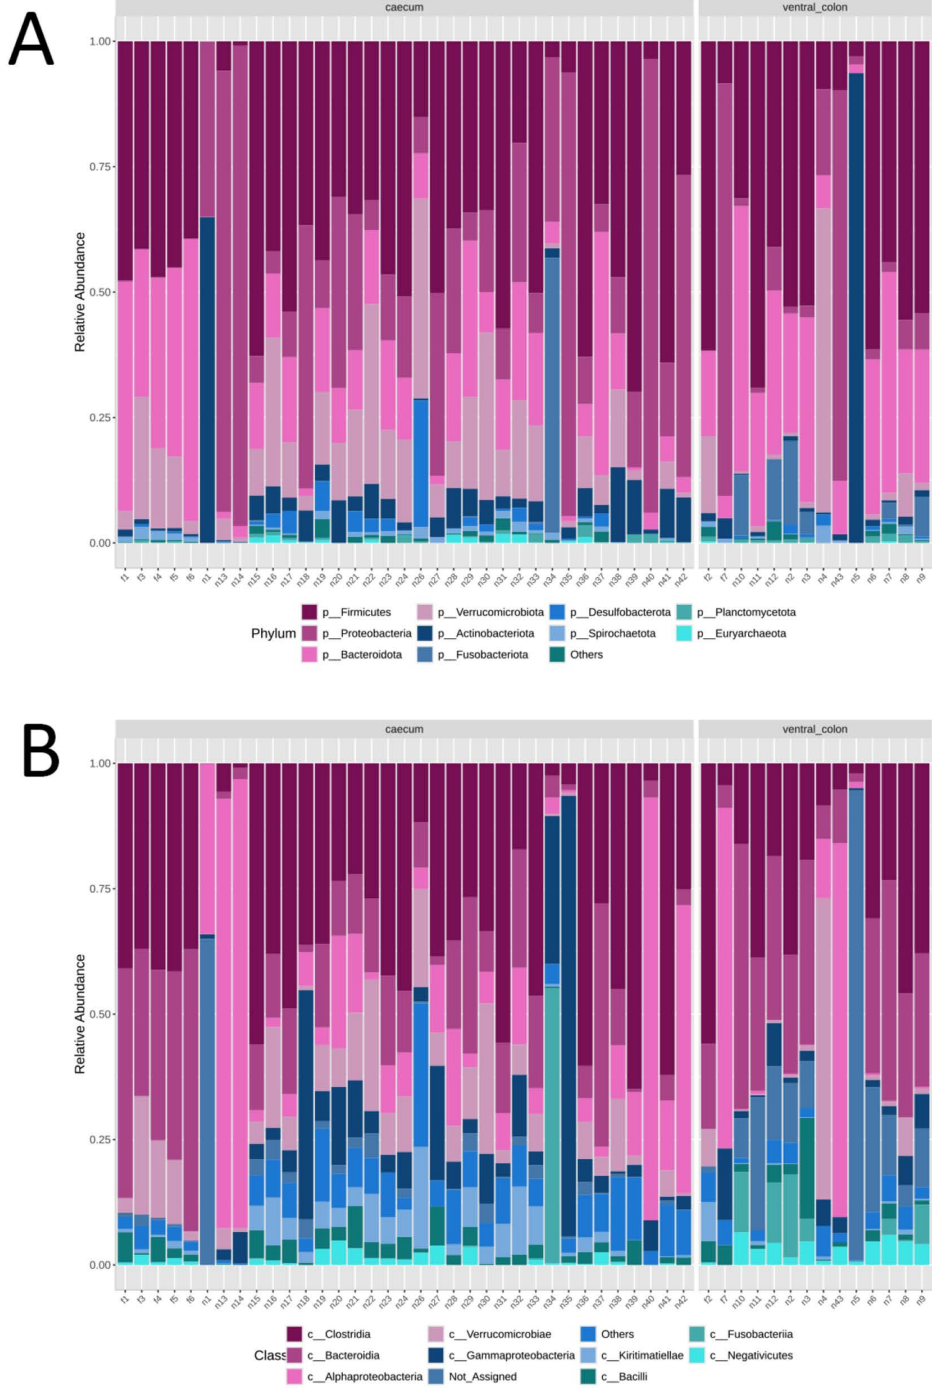 A
caecum ventral_colon
1.00
0.75
0.50
0.25
0.00
Relative Abundance
f1 f3 f4 f5 f6 n1 n13 n14 n15 n16 n17 n18 n19 n20 n21 n22 n23 n24 n26 n27 n28 n29 n30 n31 n32 n33 n34 n35 n36 n37 n38 n39 n40 n41 n42 f2 f7 n10 n11 n12 n2 n3 n4 n43 n5 n6 n7 n8 n9
p__Firmicutes p__Verrucomicrobiota p__Desulfobacterota p__Planctomycetota
Phylum p__Proteobacteria p__Actinobacteriota p__Spirochaetota p__Euryarchaeota
p__Bacteroidota p__Fusobacteriota Others
B
caecum ventral_colon
1.00
0.75
0.50
0.25
0.00
Relative Abundance
f1 f3 f4 f5 f6 n1 n13 n14 n15 n16 n17 n18 n19 n20 n21 n22 n23 n24 n26 n27 n28 n29 n30 n31 n32 n33 n34 n35 n36 n37 n38 n39 n40 n41 n42 f2 f7 n10 n11 n12 n2 n3 n4 n43 n5 n6 n7 n8 n9
c__Clostridia c__Verrucomicrobiae Others c__Fusobacteriia
Class c__Bacteroidia c__Gammaproteobacteria c__Kiritimatiellae c__Negativicutes
c__Alphaproteobacteria Not_Assigned c__Bacilli